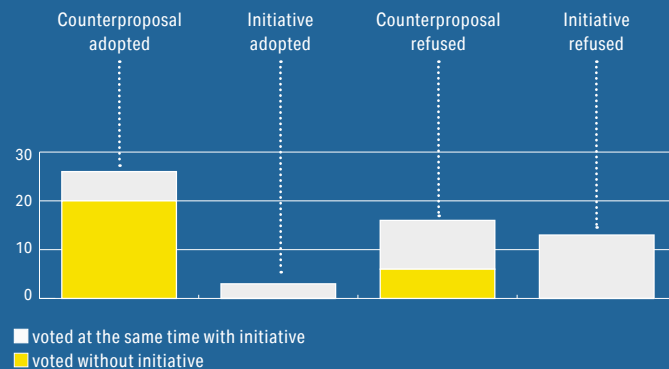 Counterproposal
adopted
Initiative
adopted
Counterproposal
refused
Initiative
refused
30
20
10
0
voted at the same time with initiative
voted without initiative